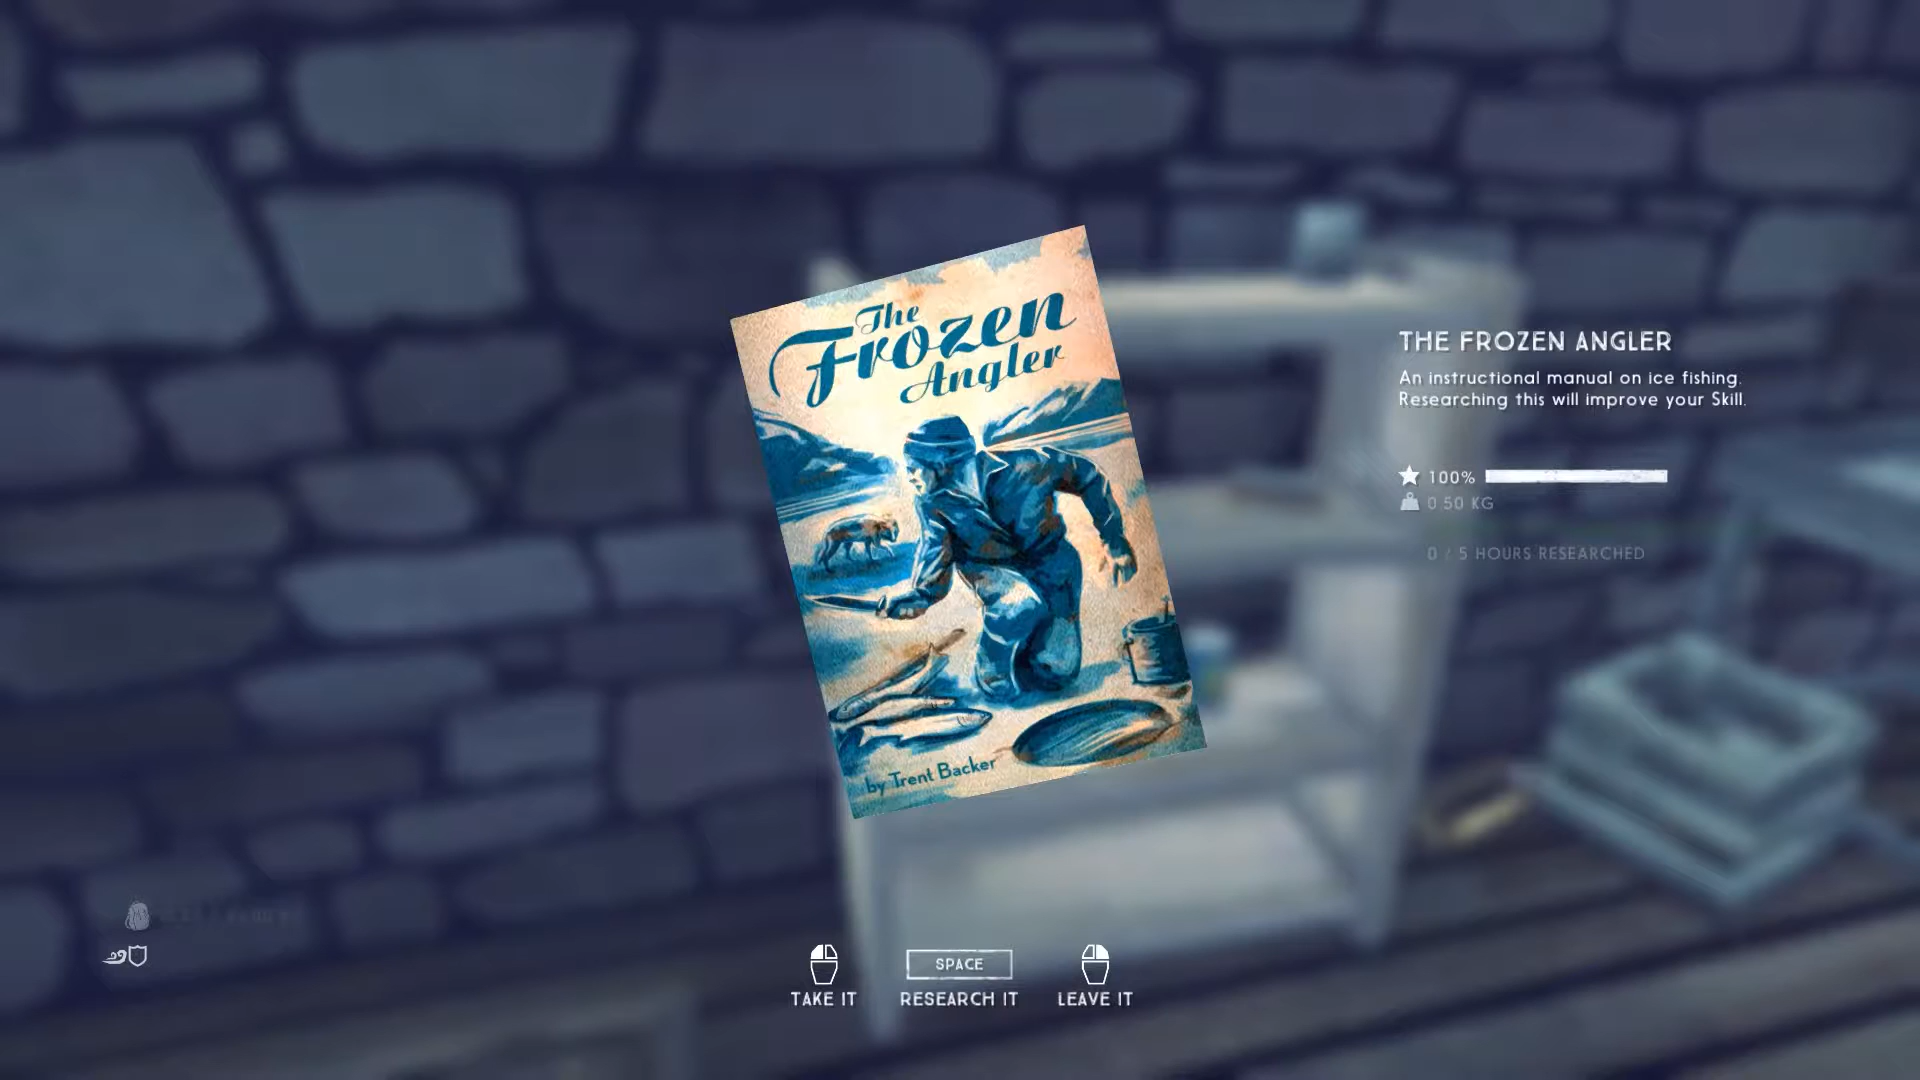 The
Frozen
Angler
by Trent Backer
THE FROZEN ANGLER
An instructional manual on ice fishing.
Researching this will improve your Skill.
100%
0.50 KG
0 / 5 HOURS RESEARCHED
SPACE
TAKE IT
RESEARCH IT
LEAVE IT